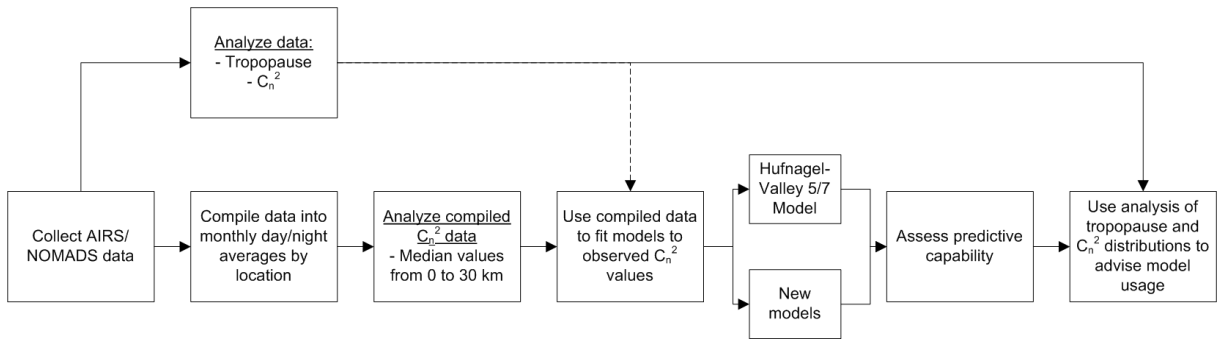 Analyze data:
- Tropopause
- Cn²
Collect AIRS/
NOMADS data
Compile data into
monthly day/night
averages by
location
Analyze compiled
Cn² data
- Median values
from 0 to 30 km
Use compiled data
to fit models to
observed Cn²
values
Hufnagel-
Valley 5/7
Model
New
models
Assess predictive
capability
Use analysis of
tropopause and
Cn² distributions to
advise model
usage